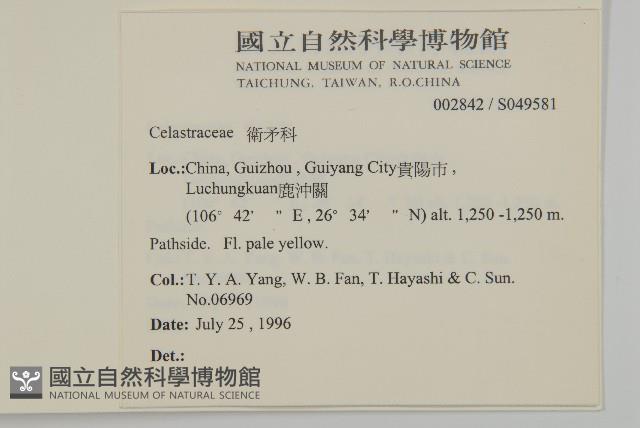 國立自然科學博物館
NATIONAL MUSEUM OF NATURAL SCIENCE
TAICHUNG, TAIWAN, R.O.CHINA
002842 / S049581
Celastraceae 衛矛科
Loc.:China, Guizhou , Guiyang City貴陽市 ,
Luchungkuan鹿沖關
(106° 42' " E , 26° 34' " N) alt. 1,250 -1,250 m.
Pathside. Fl. pale yellow.
Col.:T. Y. A. Yang, W. B. Fan, T. Hayashi & C. Sun.
No.06969
Date: July 25 , 1996
Det.:
國立自然科學博物館
NATIONAL MUSEUM OF NATURAL SCIENCE